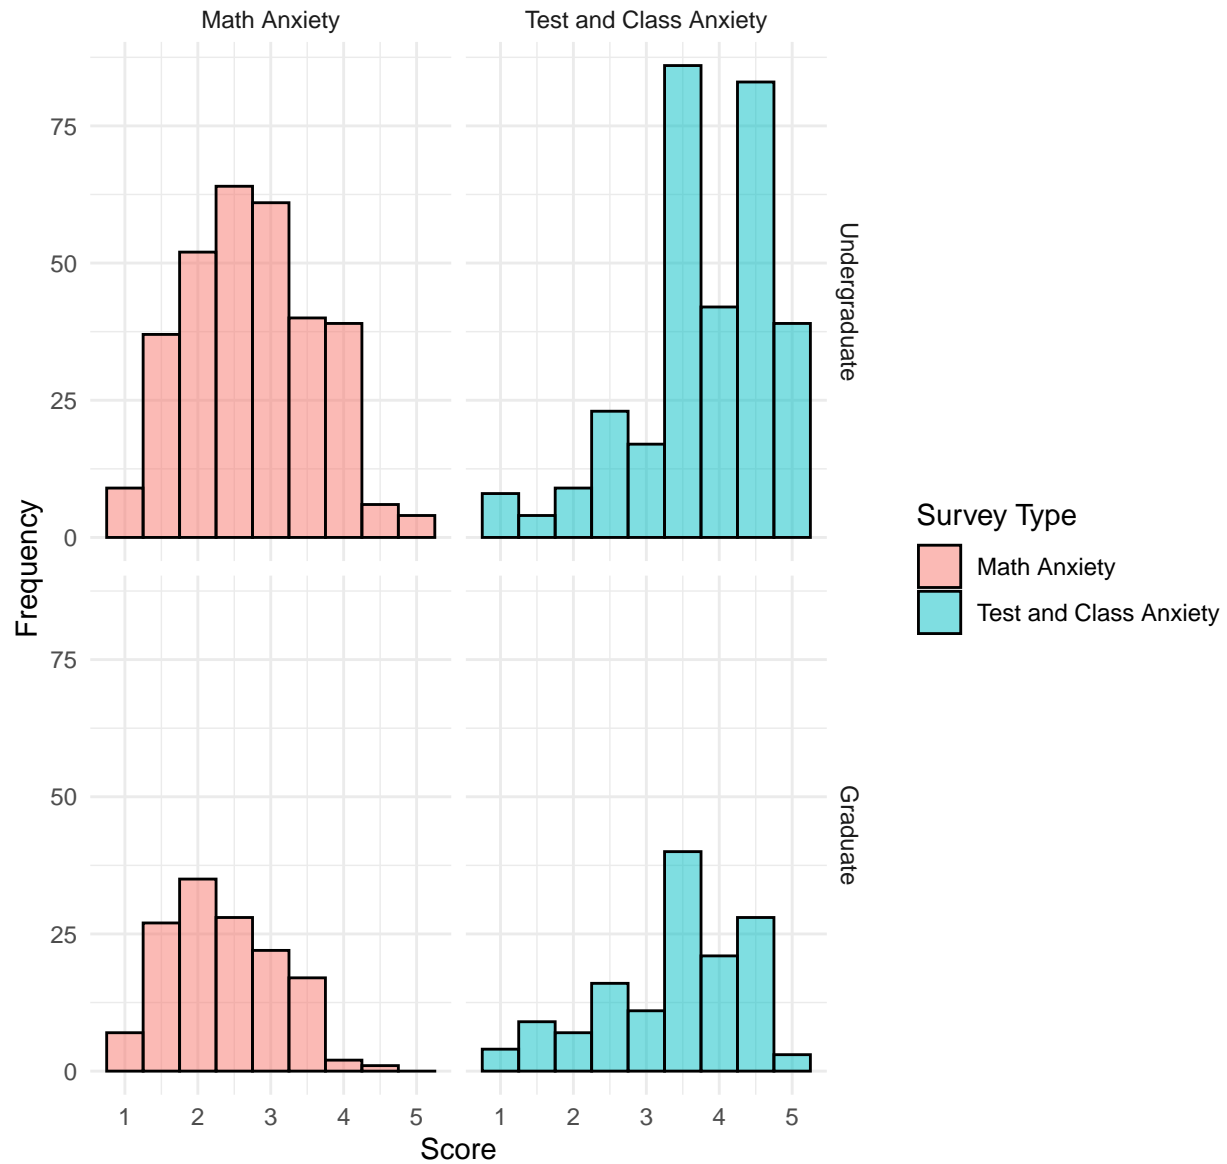 Math Anxiety
Test and Class Anxiety
75
50
25
0
Undergraduate
75
50
25
0
Graduate
Frequency
1 2 3 4 5
1 2 3 4 5
Score
Survey Type
Math Anxiety
Test and Class Anxiety